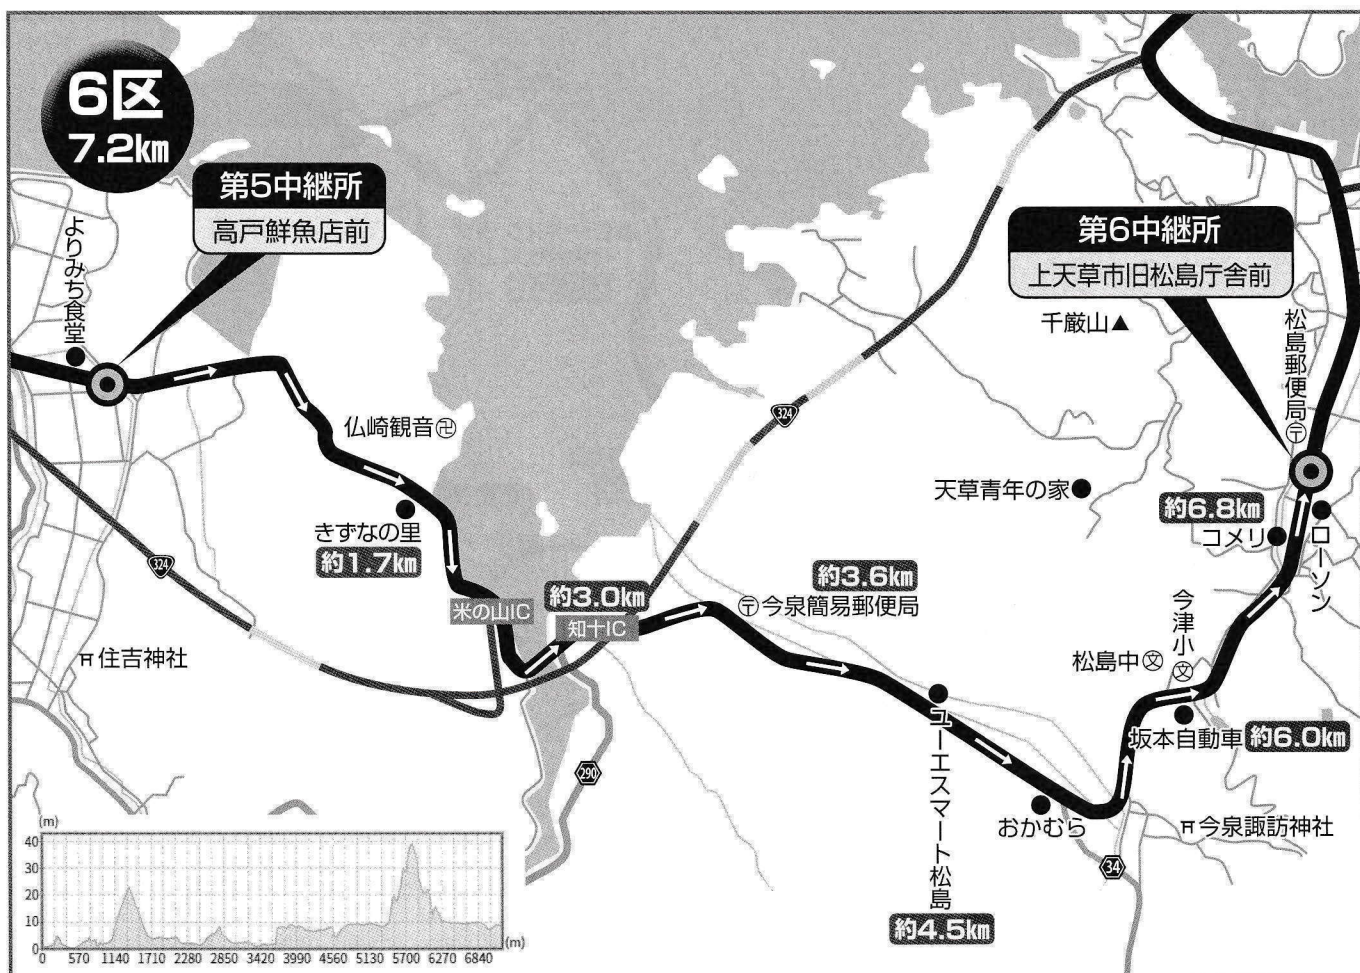 6区
7.2km
第5中継所
高戸鮮魚店前
よりみち食堂
第6中継所
上天草市旧松島庁舎前
千厳山▲
松島郵便局〒
324
仏崎観音卍
天草青年の家
きずなの里
約1.7km
約6.8km
コメリ
ローソン
324
米の山IC
約3.0km
知十IC
約3.6km
〒今泉簡易郵便局
今津小文
松島中文
住吉神社
ユーエスマート松島
約4.5km
坂本自動車 約6.0km
290
おかむら
今泉諏訪神社
34
(m)
40
30
20
10
0
0 570 1140 1710 2280 2850 3420 3990 4560 5130 5700 6270 6840 (m)